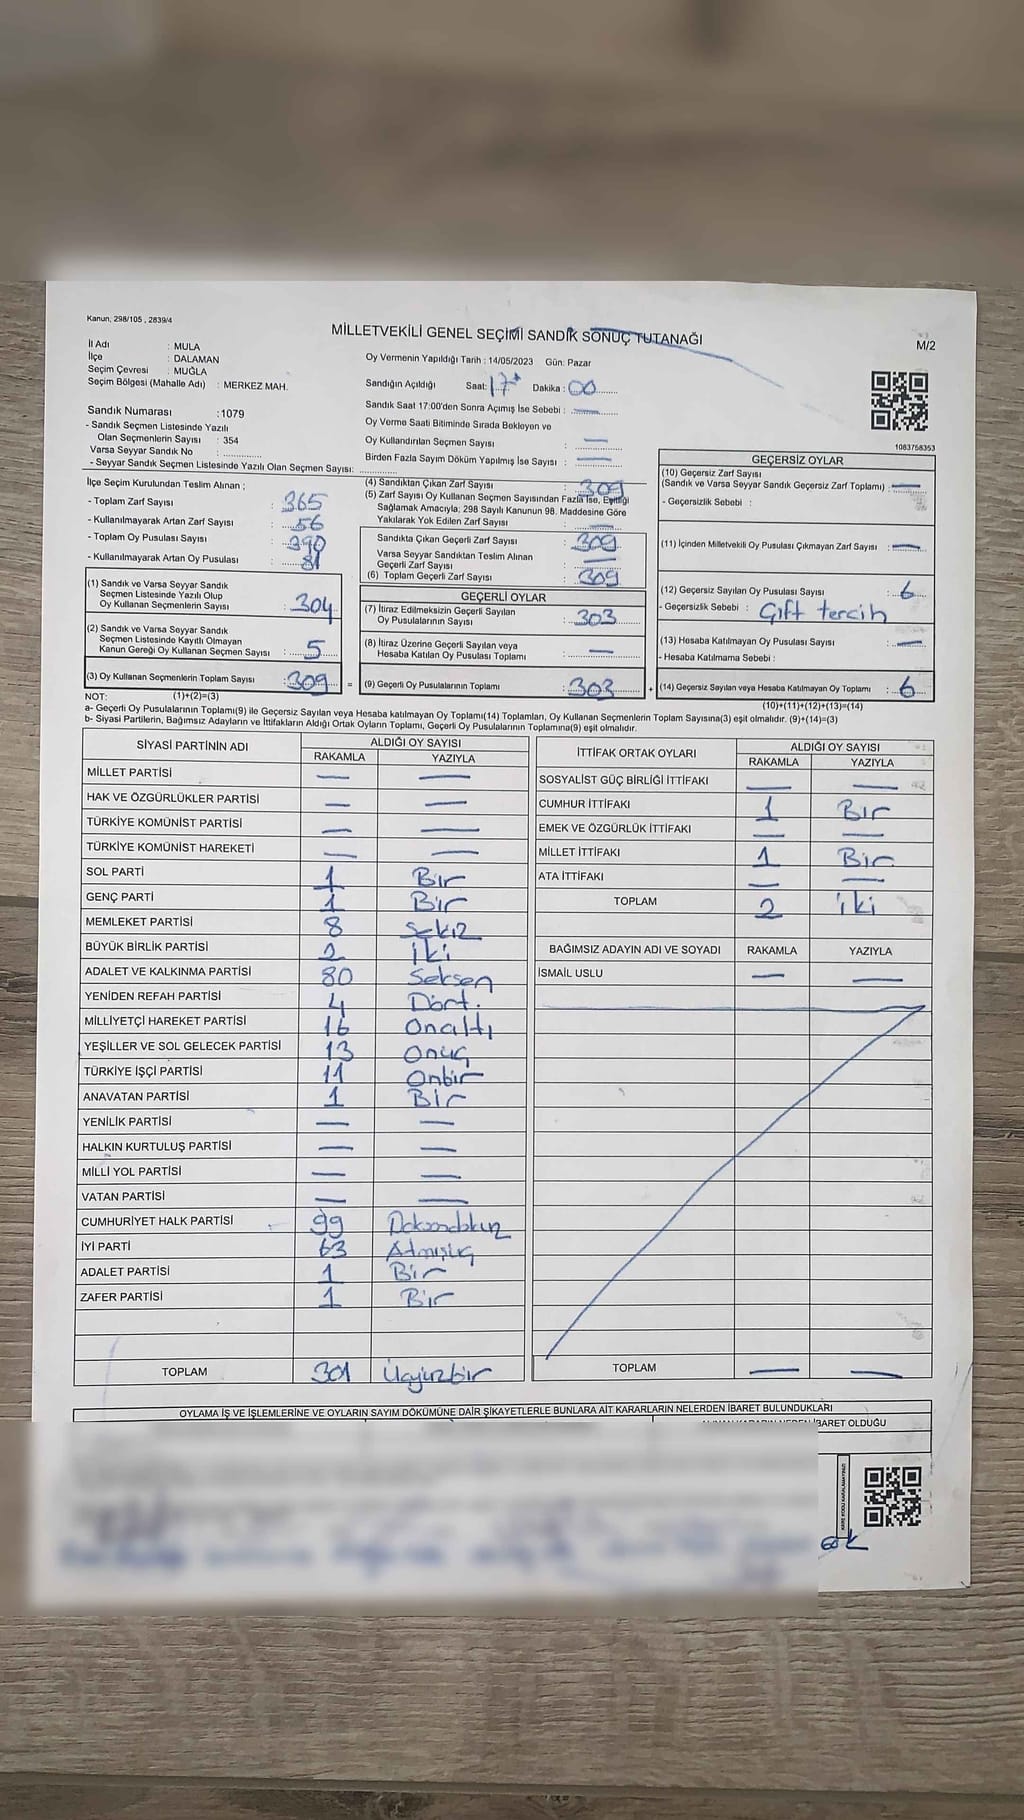 Kanun, 298/105 , 2839/4
MİLLETVEKİLİ GENEL SEÇİMİ SANDIK SONUÇ TUTANAĞI
M/2
İl Adı : MULA
İlçe : DALAMAN
Seçim Çevresi : MUĞLA
Seçim Bölgesi (Mahalle Adı) : MERKEZ MAH.
Oy Vermenin Yapıldığı Tarih : 14/05/2023 Gün: Pazar
Sandığın Açıldığı Saat: 17 Dakika : 00
Sandık Saat 17:00'den Sonra Açımış İse Sebebi : —
Oy Verme Saati Bitiminde Sırada Bekleyen ve
Oy Kullandırılan Seçmen Sayısı : —
Birden Fazla Sayım Döküm Yapılmış İse Sayısı : —
1083758353
Sandık Numarası :1079
- Sandık Seçmen Listesinde Yazılı
Olan Seçmenlerin Sayısı : 354
Varsa Seyyar Sandık No :
- Seyyar Sandık Seçmen Listesinde Yazılı Olan Seçmen Sayısı:
İlçe Seçim Kurulundan Teslim Alınan ;
- Toplam Zarf Sayısı : 365
- Kullanılmayarak Artan Zarf Sayısı : 56
- Toplam Oy Pusulası Sayısı : 390
- Kullanılmayarak Artan Oy Pusulası : 81
(1) Sandık ve Varsa Seyyar Sandık
Seçmen Listesinde Yazılı Olup
Oy Kullanan Seçmenlerin Sayısı : 304
(2) Sandık ve Varsa Seyyar Sandık
Seçmen Listesinde Kayıtlı Olmayan
Kanun Gereği Oy Kullanan Seçmen Sayısı : 5
(3) Oy Kullanan Seçmenlerin Toplam Sayısı : 309 =
(4) Sandıktan Çıkan Zarf Sayısı : 309
(5) Zarf Sayısı Oy Kullanan Seçmen Sayısından Fazla İse, Eşitliği
Sağlamak Amacıyla; 298 Sayılı Kanunun 98. Maddesine Göre
Yakılarak Yok Edilen Zarf Sayısı : —
Sandıkta Çıkan Geçerli Zarf Sayısı : 309
Varsa Seyyar Sandıktan Teslim Alınan
Geçerli Zarf Sayısı : —
(6) Toplam Geçerli Zarf Sayısı : 309
GEÇERLİ OYLAR
(7) İtiraz Edilmeksizin Geçerli Sayılan
Oy Pusulalarının Sayısı : 303
(8) İtiraz Üzerine Geçerli Sayılan veya
Hesaba Katılan Oy Pusulası Toplamı : —
(9) Geçerli Oy Pusulalarının Toplamı : 303 +
GEÇERSİZ OYLAR
(10) Geçersiz Zarf Sayısı
(Sandık ve Varsa Seyyar Sandık Geçersiz Zarf Toplamı) : —
- Geçersizlik Sebebi :
(11) İçinden Milletvekili Oy Pusulası Çıkmayan Zarf Sayısı : —
(12) Geçersiz Sayılan Oy Pusulası Sayısı : 6
- Geçersizlik Sebebi : Çift tercih
(13) Hesaba Katılmayan Oy Pusulası Sayısı : —
- Hesaba Katılmama Sebebi :
(14) Geçersiz Sayılan veya Hesaba Katılmayan Oy Toplamı : 6
NOT: (1)+(2)=(3)
(10)+(11)+(12)+(13)=(14)
a- Geçerli Oy Pusulaları Toplamı(9) ile Geçersiz Sayılan veya Hesaba katılmayan Oy Toplamı(14) Toplamları, Oy Kullanan Seçmenlerin Toplam Sayısına(3) eşit olmalıdır. (9)+(14)=(3)
b- Siyasi Partilerin, Bağımsız Adayların ve İttifakların Aldığı Ortak Oyların Toplamı, Geçerli Oy Pusulalarının Toplamına(9) eşit olmalıdır.
SİYASİ PARTİNİN ADI ALDIĞI OY SAYISI
RAKAMLA YAZIYLA
MİLLET PARTİSİ — —
HAK VE ÖZGÜRLÜKLER PARTİSİ — —
TÜRKİYE KOMÜNİST PARTİSİ — —
TÜRKİYE KOMÜNİST HAREKETİ — —
SOL PARTİ 1 Bir
GENÇ PARTİ 1 Bir
MEMLEKET PARTİSİ 8 Sekiz
BÜYÜK BİRLİK PARTİSİ 2 İki
ADALET VE KALKINMA PARTİSİ 80 Seksen
YENİDEN REFAH PARTİSİ 4 Dört.
MİLLİYETÇİ HAREKET PARTİSİ 16 Onaltı
YEŞİLLER VE SOL GELECEK PARTİSİ 13 Onüç
TÜRKİYE İŞÇİ PARTİSİ 11 Onbir
ANAVATAN PARTİSİ 1 Bir
YENİLİK PARTİSİ — —
HALKIN KURTULUŞ PARTİSİ — —
MİLLİ YOL PARTİSİ — —
VATAN PARTİSİ — —
CUMHURİYET HALK PARTİSİ 99 Doksandokuz
İYİ PARTİ 63 Atmışüç
ADALET PARTİSİ 1 Bir
ZAFER PARTİSİ 1 Bir
TOPLAM 301 Üçyüzbir
İTTİFAK ORTAK OYLARI ALDIĞI OY SAYISI
RAKAMLA YAZIYLA
SOSYALİST GÜÇ BİRLİĞİ İTTİFAKI — —
CUMHUR İTTİFAKI 1 Bir
EMEK VE ÖZGÜRLÜK İTTİFAKI — —
MİLLET İTTİFAKI 1 Bir
ATA İTTİFAKI — —
TOPLAM 2 iki
BAĞIMSIZ ADAYIN ADI VE SOYADI RAKAMLA YAZIYLA
İSMAİL USLU — —
TOPLAM — —
OYLAMA İŞ VE İŞLEMLERİNE VE OYLARIN SAYIM DÖKÜMÜNE DAİR ŞİKAYETLERLE BUNLARA AİT KARARLARIN NELERDEN İBARET BULUNDUKLARI
İBARET OLDUĞU
KARE KODU KARALAMAYINIZ!